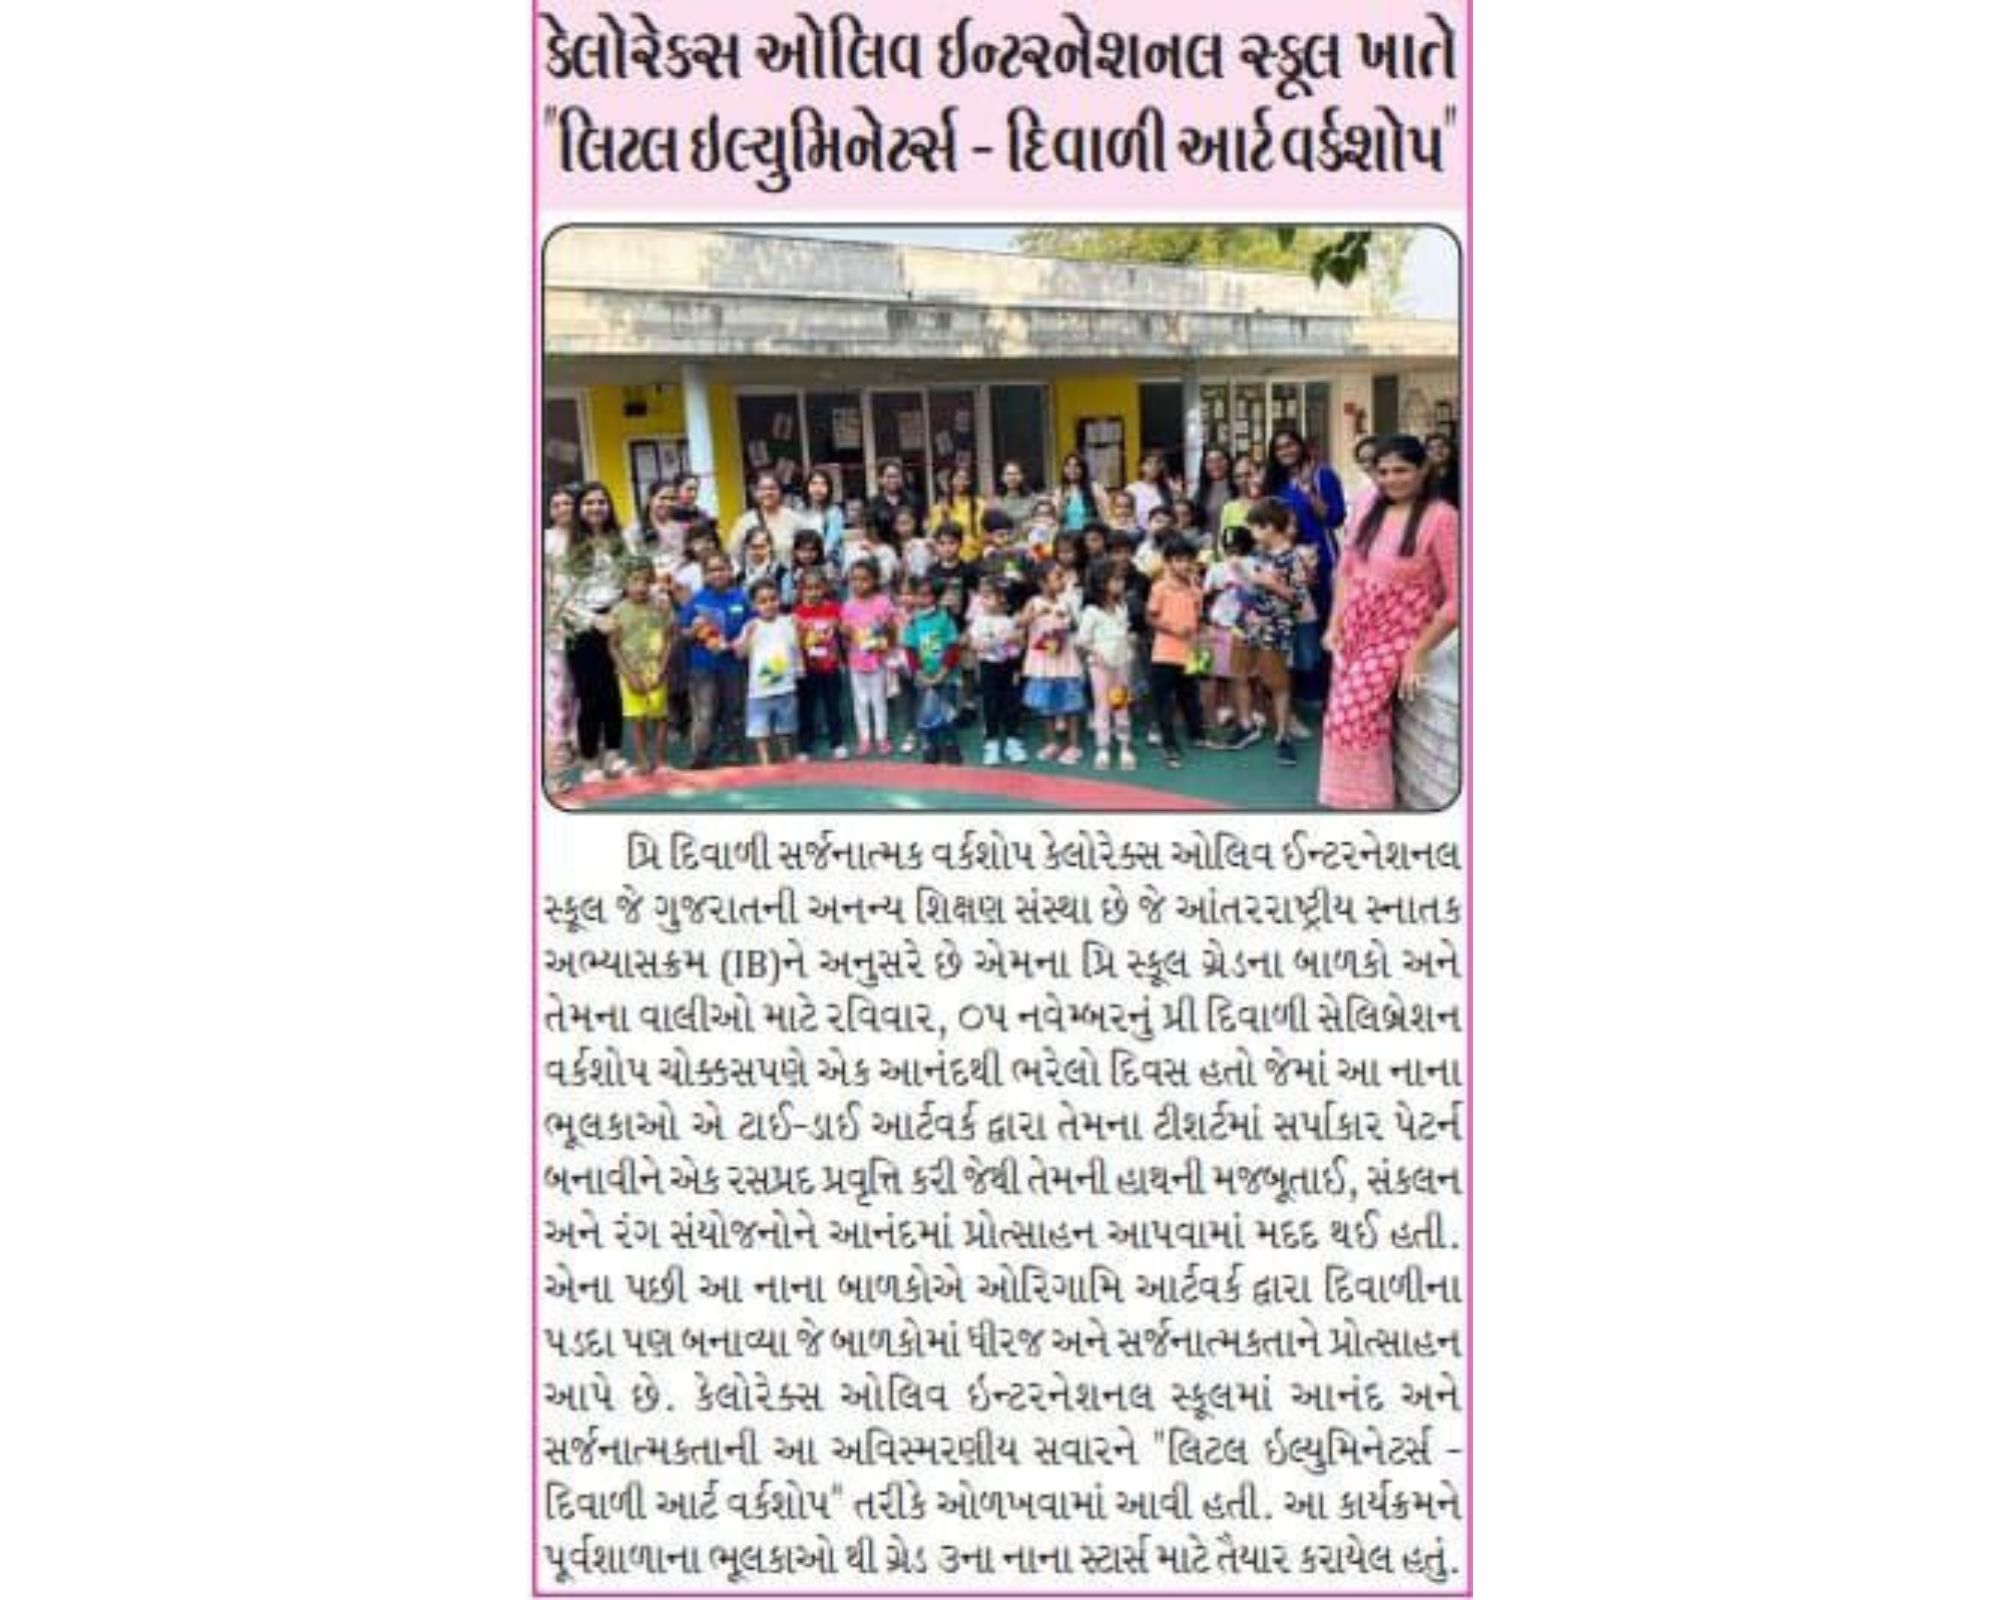 કેલોરેક્સ ઓલિવ ઈન્ટરનેશનલ સ્કૂલ ખાતે
"લિટલ ઇલ્યુમિનેટર્સ - દિવાળી આર્ટ વર્કશોપ"
પ્રિ દિવાળી સર્જનાત્મક વર્કશોપ કેલોરેક્સ ઓલિવ ઈન્ટરનેશનલ
સ્કૂલ જે ગુજરાતની અનન્ય શિક્ષણ સંસ્થા છે જે આંતરરાષ્ટ્રીય સ્નાતક
અભ્યાસક્રમ (IB)ને અનુસરે છે એમના પ્રિ સ્કૂલ ગ્રેડના બાળકો અને
તેમના વાલીઓ માટે રવિવાર, ૦૫ નવેમ્બરનું પ્રી દિવાળી સેલિબ્રેશન
વર્કશોપ ચોક્કસપણે એક આનંદથી ભરેલો દિવસ હતો જેમાં આ નાના
ભૂલકાઓ એ ટાઈ-ડાઈ આર્ટવર્ક દ્વારા તેમના ટીશર્ટમાં સર્પાકાર પેટર્ન
બનાવીને એક રસપ્રદ પ્રવૃત્તિ કરી જેથી તેમની હાથની મજબૂતાઈ, સંકલન
અને રંગ સંયોજનોને આનંદમાં પ્રોત્સાહન આપવામાં મદદ થઈ હતી.
એના પછી આ નાના બાળકોએ ઓરિગામિ આર્ટવર્ક દ્વારા દિવાળીના
પડદા પણ બનાવ્યા જે બાળકોમાં ધીરજ અને સર્જનાત્મકતાને પ્રોત્સાહન
આપે છે. કેલોરેક્સ ઓલિવ ઇન્ટરનેશનલ સ્કૂલમાં આનંદ અને
સર્જનાત્મકતાની આ અવિસ્મરણીય સવારને "લિટલ ઇલ્યુમિનેટર્સ -
દિવાળી આર્ટ વર્કશોપ" તરીકે ઓળખવામાં આવી હતી. આ કાર્યક્રમને
પૂર્વશાળાના ભૂલકાઓ થી ગ્રેડ ૩ના નાના સ્ટાર્સ માટે તૈયાર કરાયેલ હતું.